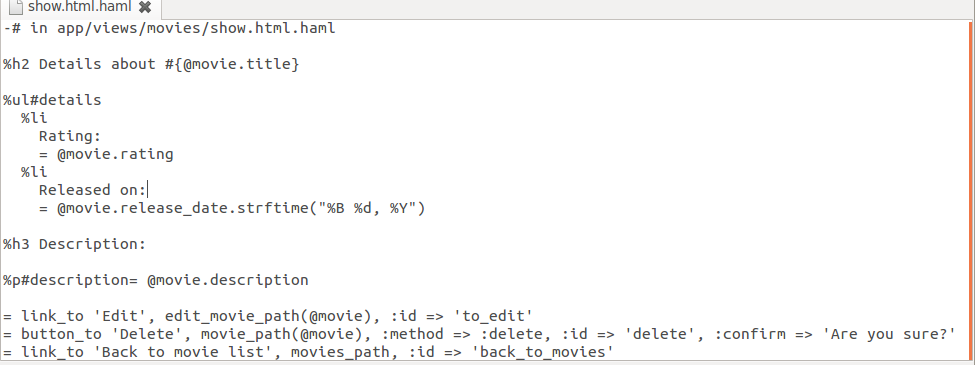 show.html.haml
-# in app/views/movies/show.html.haml
%h2 Details about #{@movie.title}
%ul#details
  %li
    Rating:
    = @movie.rating
  %li
    Released on:
    = @movie.release_date.strftime("%B %d, %Y")
%h3 Description:
%p#description= @movie.description
= link_to 'Edit', edit_movie_path(@movie), :id => 'to_edit'
= button_to 'Delete', movie_path(@movie), :method => :delete, :id => 'delete', :confirm => 'Are you sure?'
= link_to 'Back to movie list', movies_path, :id => 'back_to_movies'